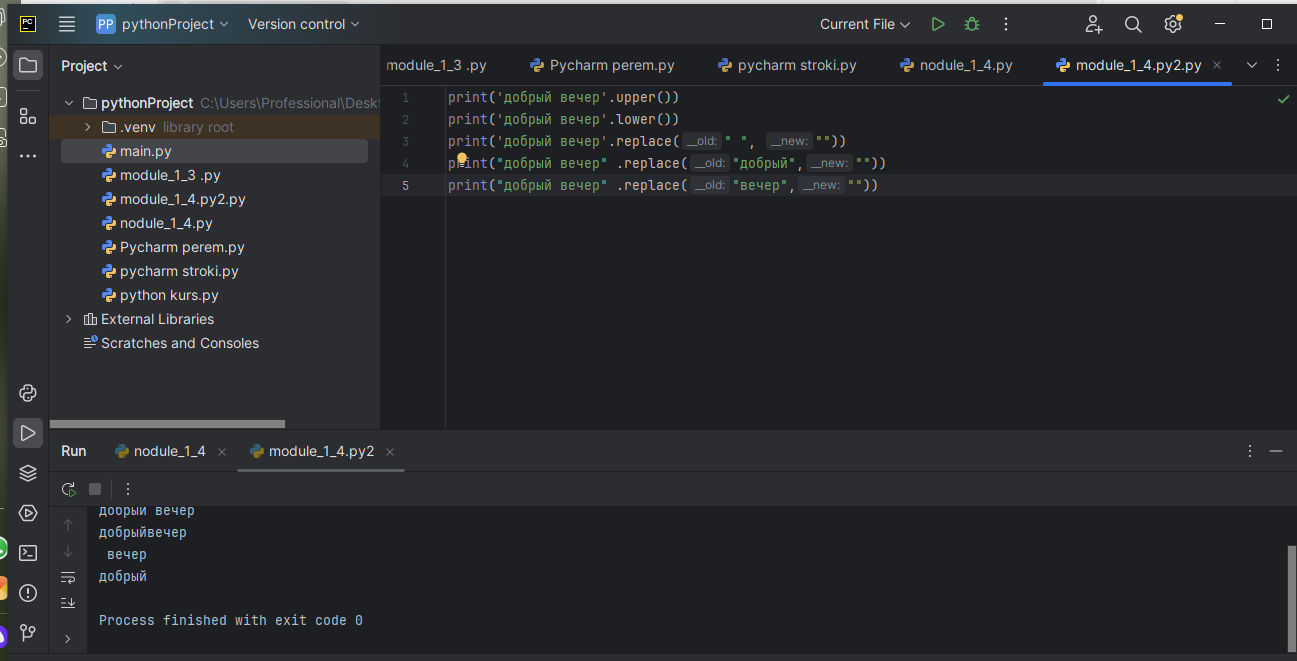 PC PP pythonProject Version control Current File
Project
module_1_3 .py Pycharm perem.py pycharm stroki.py nodule_1_4.py module_1_4.py2.py
pythonProject C:\Users\Professional\Deskt
.venv library root
main.py
module_1_3 .py
module_1_4.py2.py
nodule_1_4.py
Pycharm perem.py
pycharm stroki.py
python kurs.py
External Libraries
Scratches and Consoles
1 print('добрый вечер'.upper())
2 print('добрый вечер'.lower())
3 print('добрый вечер'.replace( __old: " ", __new: ""))
4 print("добрый вечер" .replace( __old: "добрый", __new: ""))
5 print("добрый вечер" .replace( __old: "вечер", __new: ""))
Run nodule_1_4 module_1_4.py2
добрый вечер
добрыйвечер
вечер
добрый
Process finished with exit code 0